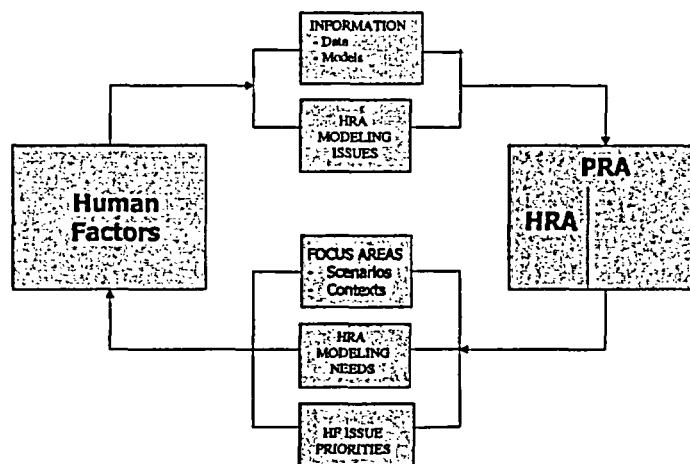 INFORMATION
- Data
- Models
HRA
MODELING
ISSUES
Human
Factors
PRA
HRA
FOCUS AREAS
- Scenarios
- Contexts
HRA
MODELING
NEEDS
HF ISSUE
PRIORITIES